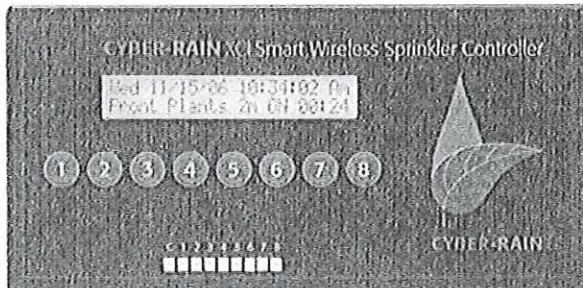 CYBER-RAIN XCI Smart Wireless Sprinkler Controller
Wed 11/15/06 10:34:02 Am
Front Plants 2m ON 00:24
1 2 3 4 5 6 7 8
C 1 2 3 4 5 6 7 8
CYBER-RAIN